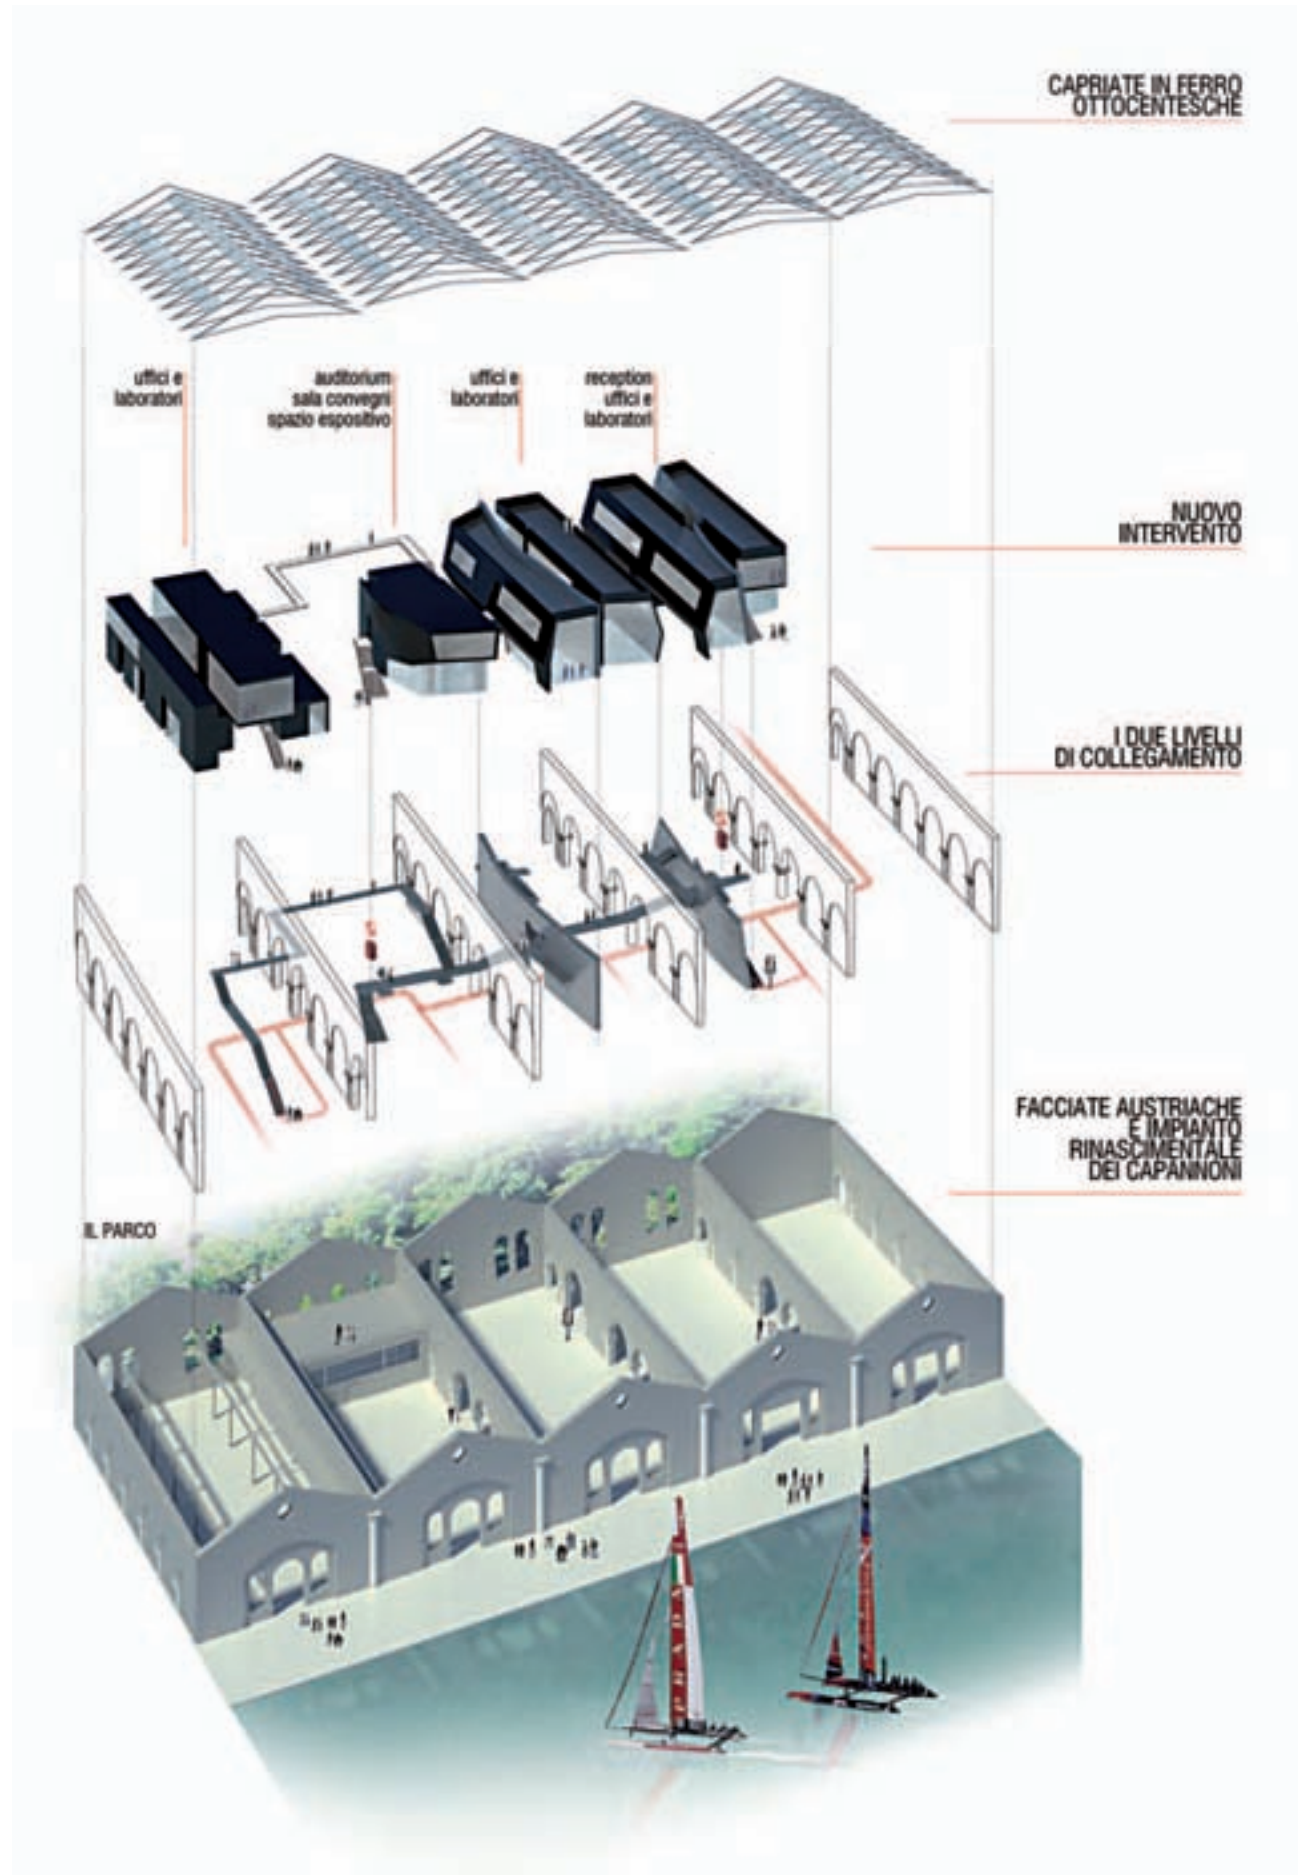 CAPRIATE IN FERRO
OTTOCENTESCHE
uffici e
laboratori
auditorium
sala convegni
spazio espositivo
uffici e
laboratori
reception
uffici e
laboratori
NUOVO
INTERVENTO
I DUE LIVELLI
DI COLLEGAMENTO
FACCIATE AUSTRIACHE
E IMPIANTO
RINASCIMENTALE
DEI CAPANNONI
IL PARCO
PRADA